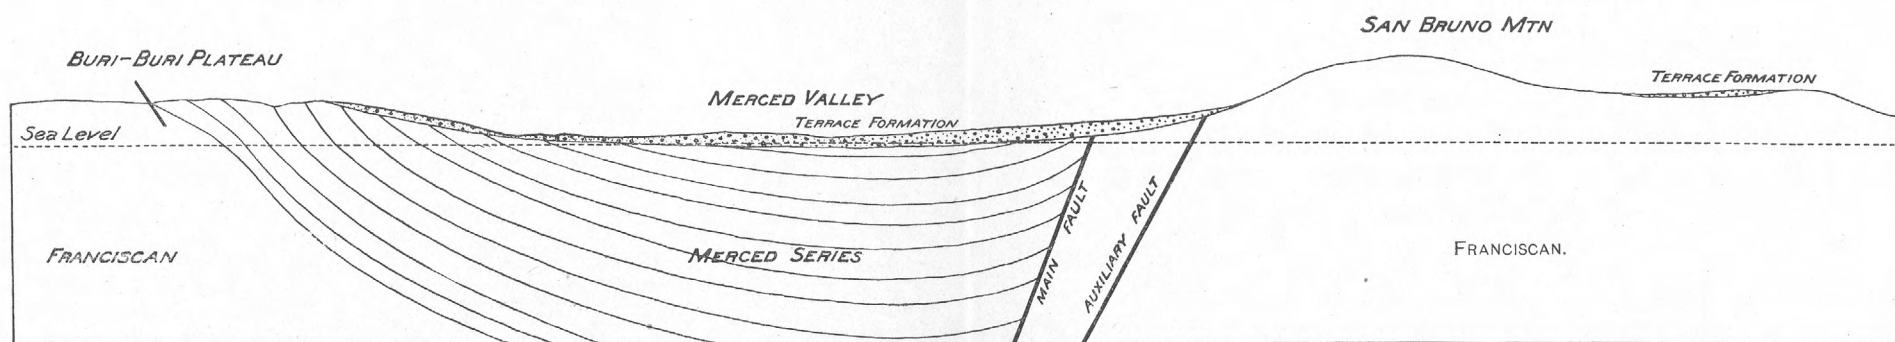 SAN BRUNO MTN
BURI-BURI PLATEAU
TERRACE FORMATION
MERCED VALLEY
TERRACE FORMATION
Sea Level
MAIN FAULT
AUXILIARY FAULT
FRANCISCAN
MERCED SERIES
FRANCISCAN.